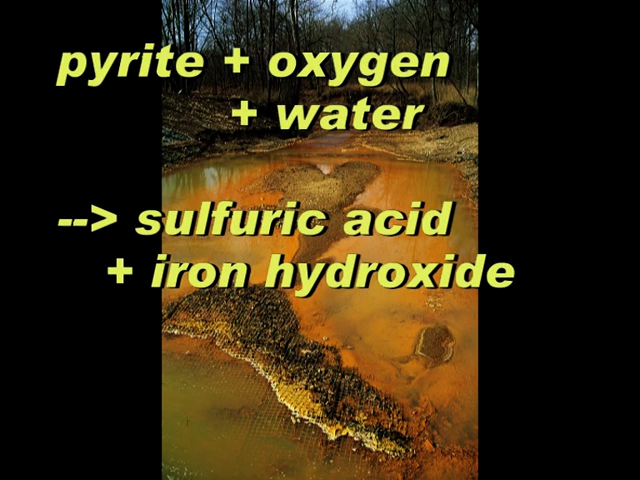 pyrite + oxygen
+ water
--> sulfuric acid
+ iron hydroxide